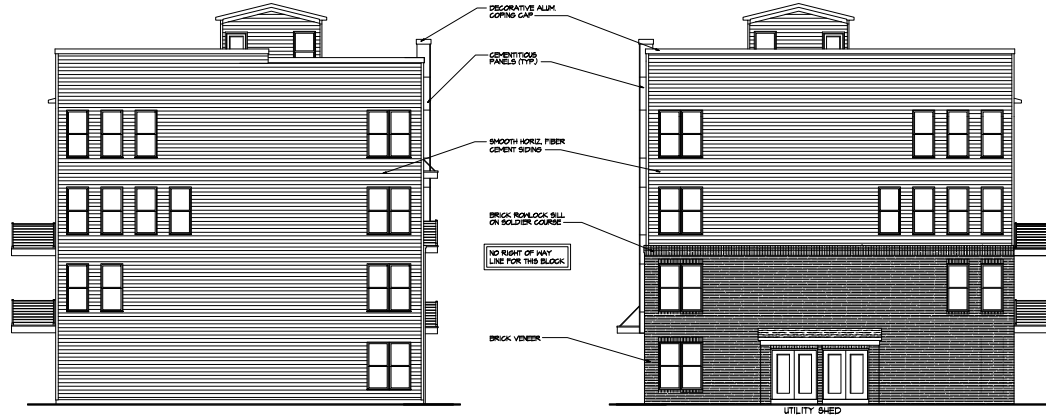 DECORATIVE ALUM.
COPING CAP
CEMENTITIOUS
PANELS (TYP.)
SMOOTH HORIZ. FIBER
CEMENT SIDING
BRICK ROWLOCK SILL
ON SOLDIER COURSE
NO RIGHT OF WAY
LINE FOR THIS BLOCK
BRICK VENEER
UTILITY SHED